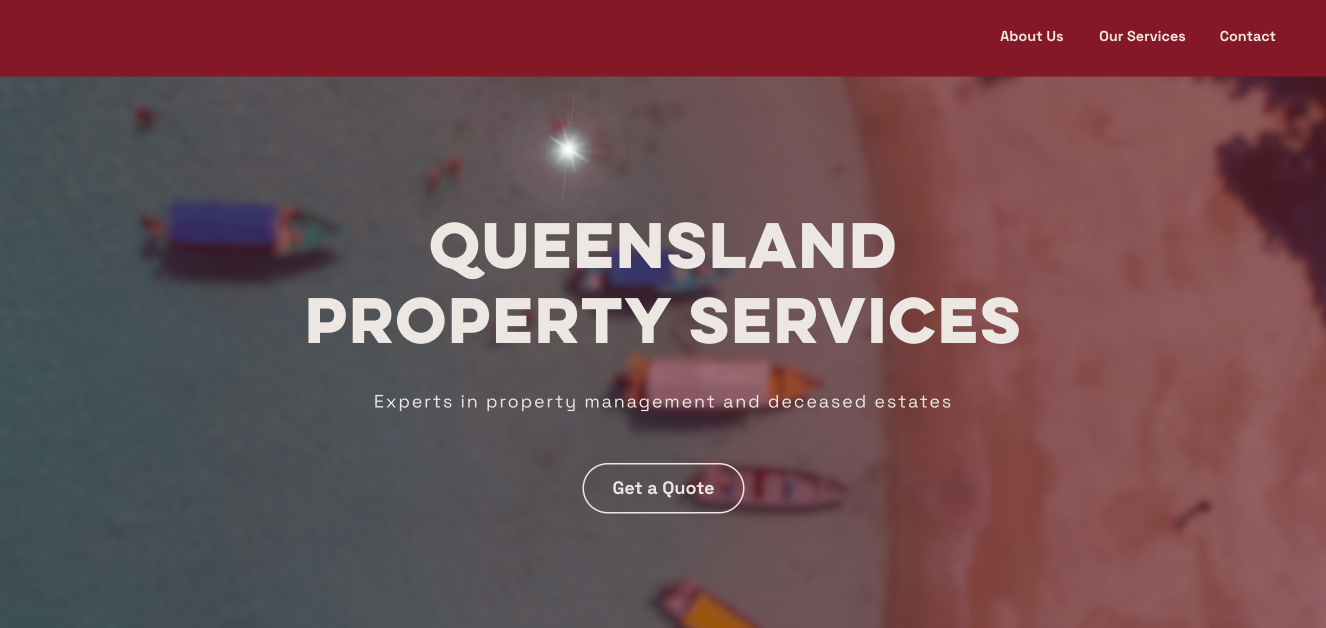 About Us
Our Services
Contact
QUEENSLAND
PROPERTY SERVICES
Experts in property management and deceased estates
Get a Quote